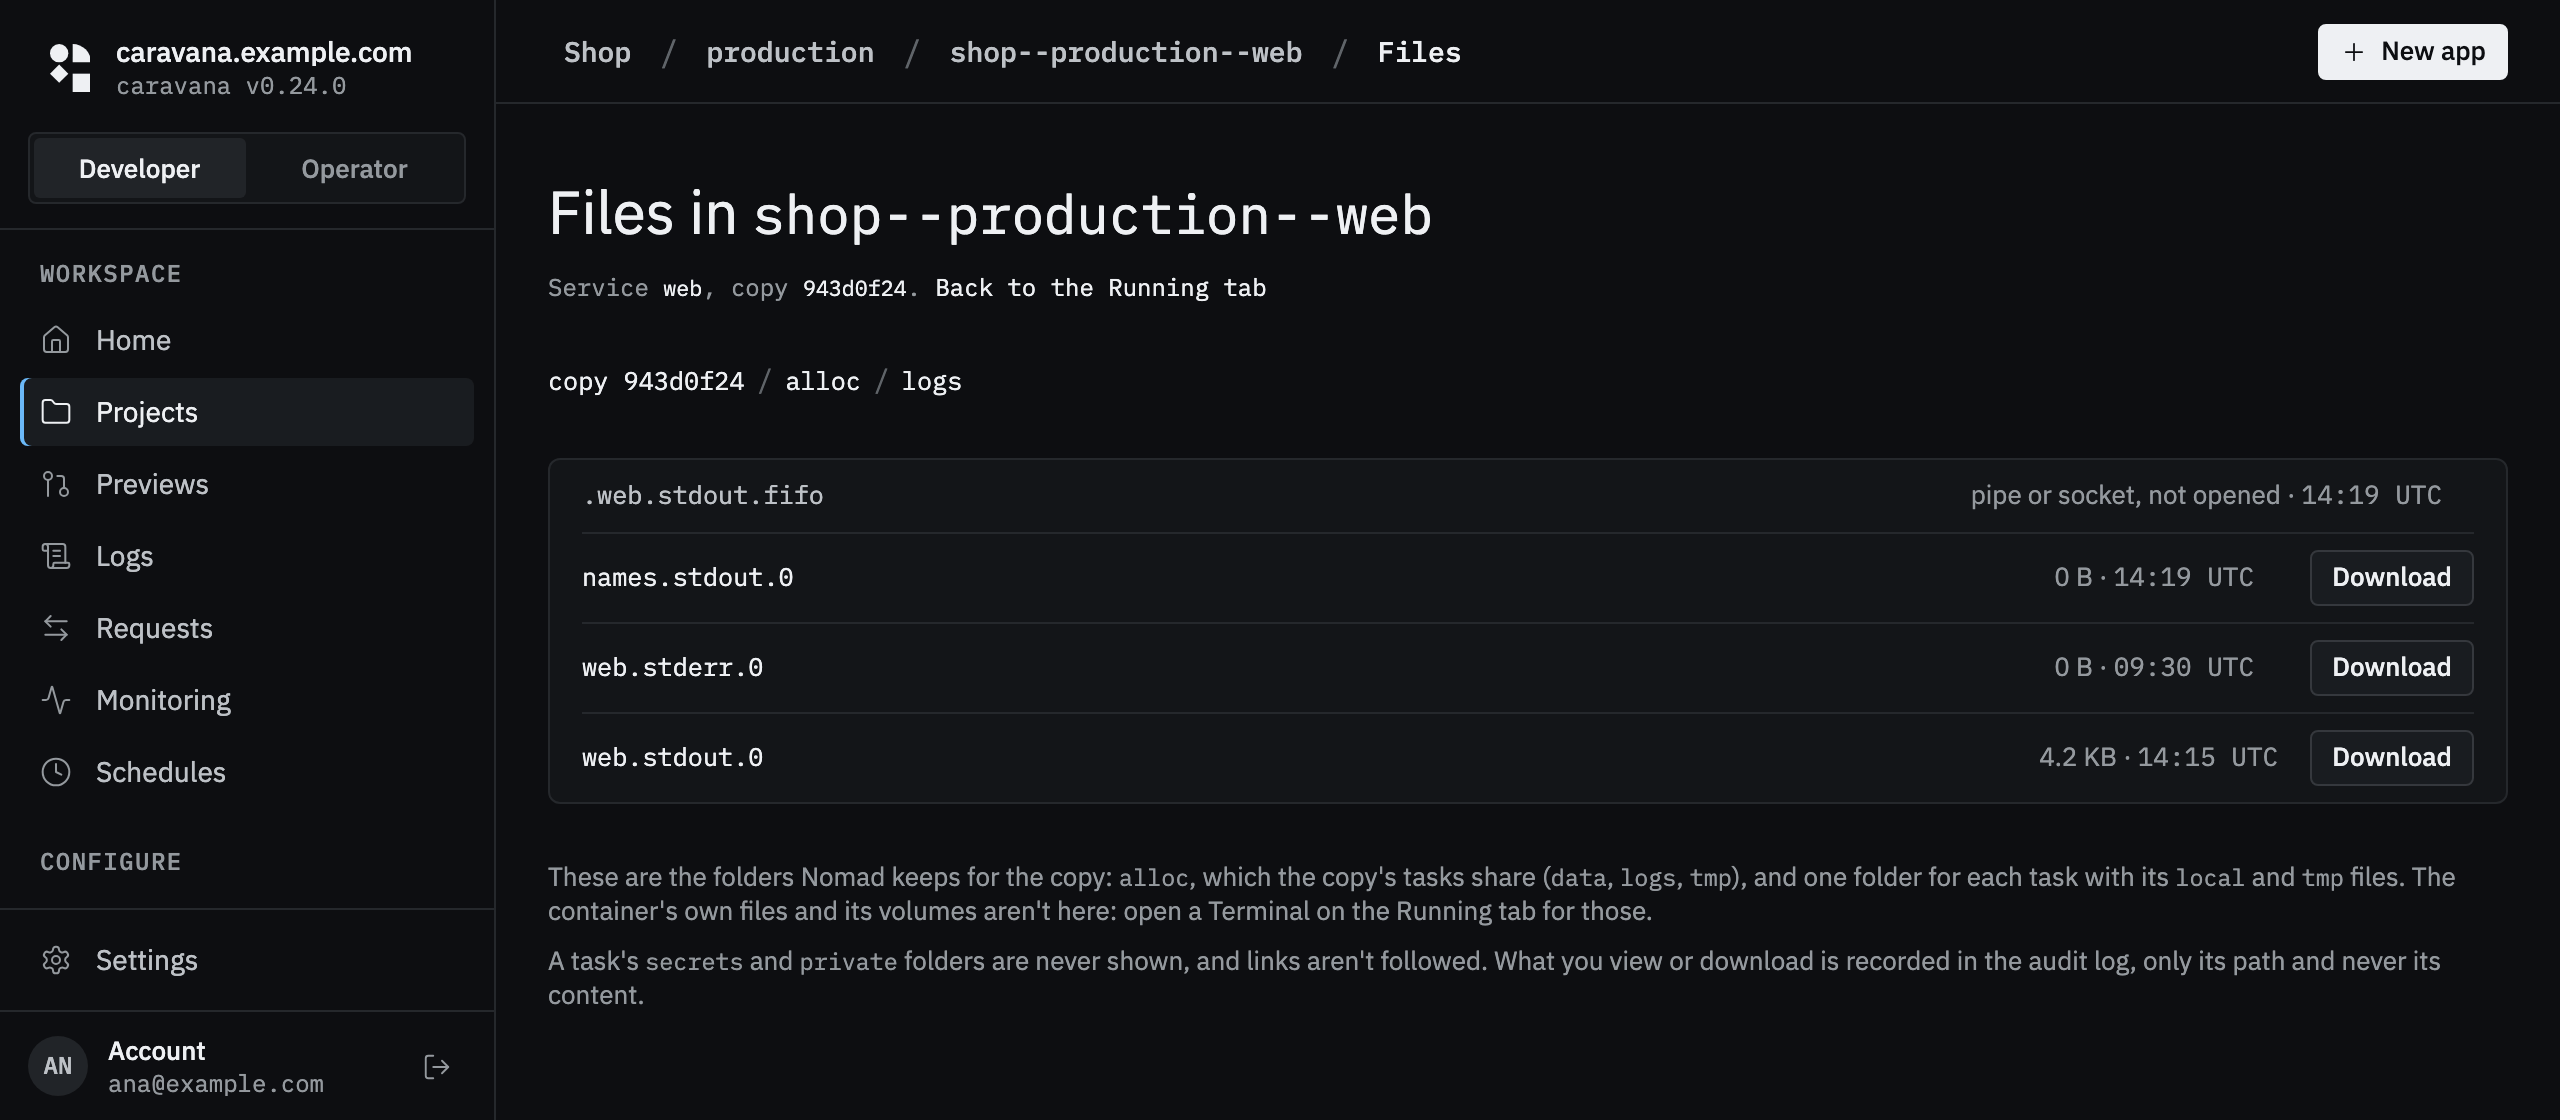 caravana.example.com
caravana v0.24.0
Developer
Operator
WORKSPACE
Home
Projects
Previews
Logs
Requests
Monitoring
Schedules
CONFIGURE
Settings
AN
Account
ana@example.com
Shop / production / shop--production--web / Files
+ New app
Files in shop--production--web
Service web, copy 943d0f24. Back to the Running tab
copy 943d0f24 / alloc / logs
.web.stdout.fifo pipe or socket, not opened · 14:19 UTC
names.stdout.0 0 B · 14:19 UTC Download
web.stderr.0 0 B · 09:30 UTC Download
web.stdout.0 4.2 KB · 14:15 UTC Download
These are the folders Nomad keeps for the copy: alloc, which the copy's tasks share (data, logs, tmp), and one folder for each task with its local and tmp files. The
container's own files and its volumes aren't here: open a Terminal on the Running tab for those.
A task's secrets and private folders are never shown, and links aren't followed. What you view or download is recorded in the audit log, only its path and never its
content.